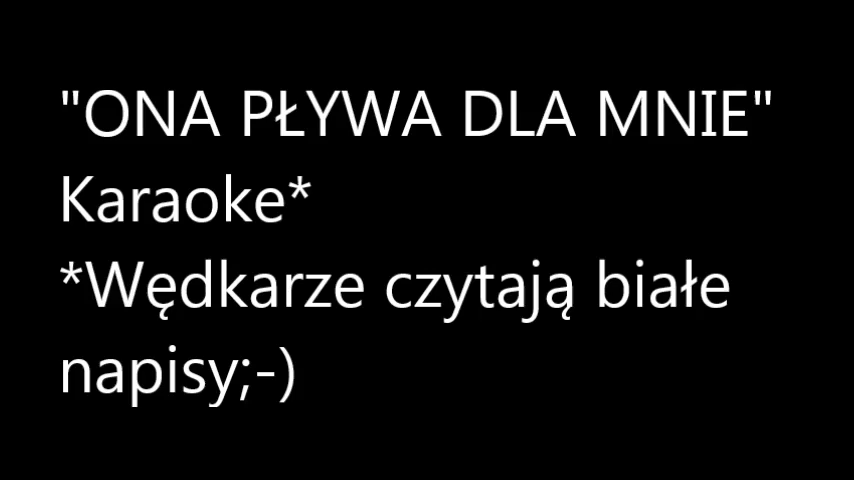 "ONA PŁYWA DLA MNIE"
Karaoke*
*Wędkarze czytają białe
napisy;-)